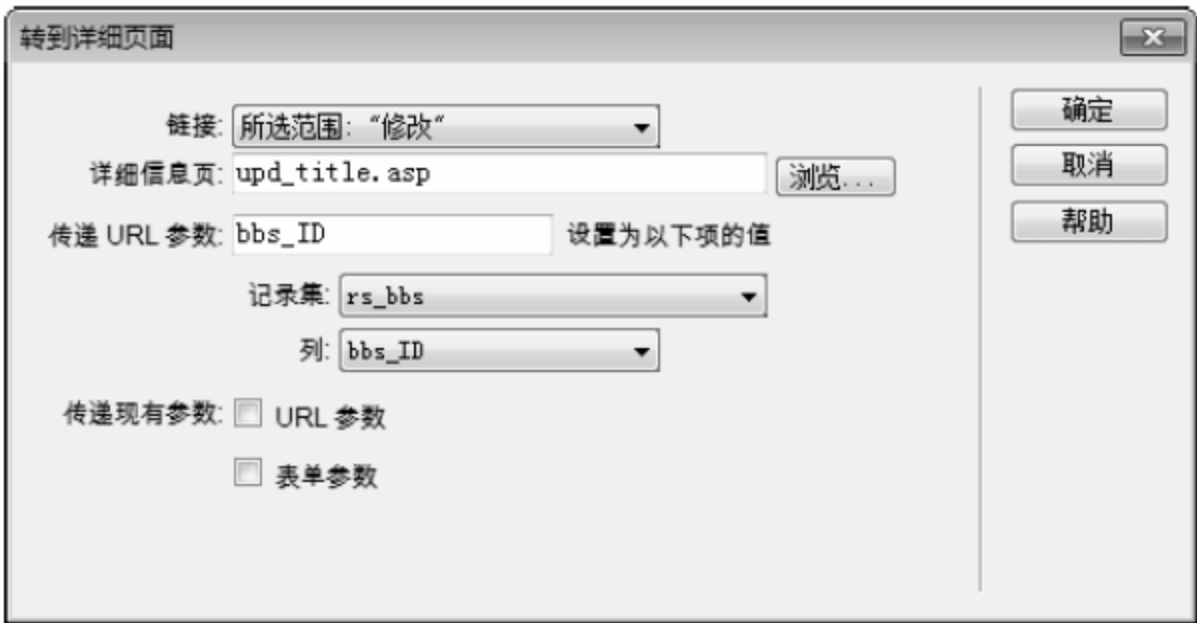 转到详细页面
链接: 所选范围: “修改“
确定
详细信息页: upd_title.asp 浏览...
取消
传递 URL 参数: bbs_ID 设置为以下项的值
帮助
记录集: rs_bbs
列: bbs_ID
传递现有参数: URL 参数
表单参数